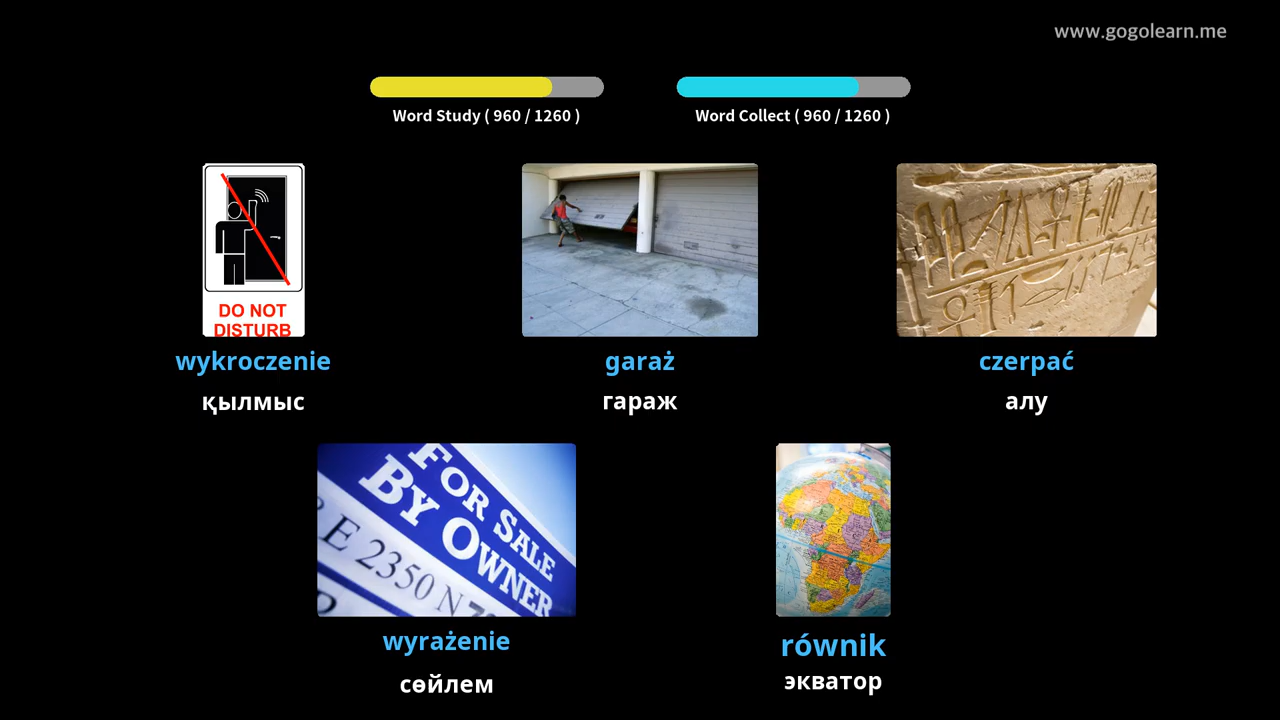 www.gogolearn.me
Word Study ( 960 / 1260 )
Word Collect ( 960 / 1260 )
DO NOT
DISTURB
wykroczenie
қылмыс
garaż
гараж
czerpać
алу
FOR SALE
BY OWNER
E 2350 N
wyrażenie
сөйлем
równik
экватор